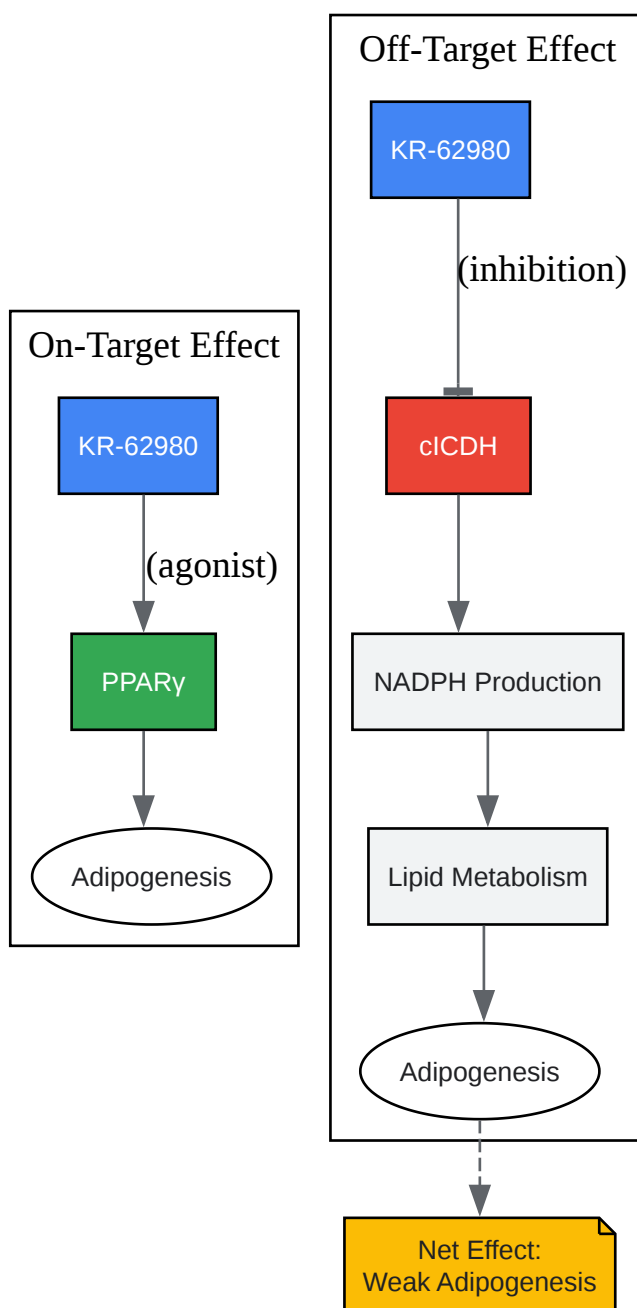 On-Target Effect
KR-62980
(agonist)
PPARγ
Adipogenesis
Off-Target Effect
KR-62980
(inhibition)
cICDH
NADPH Production
Lipid Metabolism
Adipogenesis
Net Effect:
Weak Adipogenesis